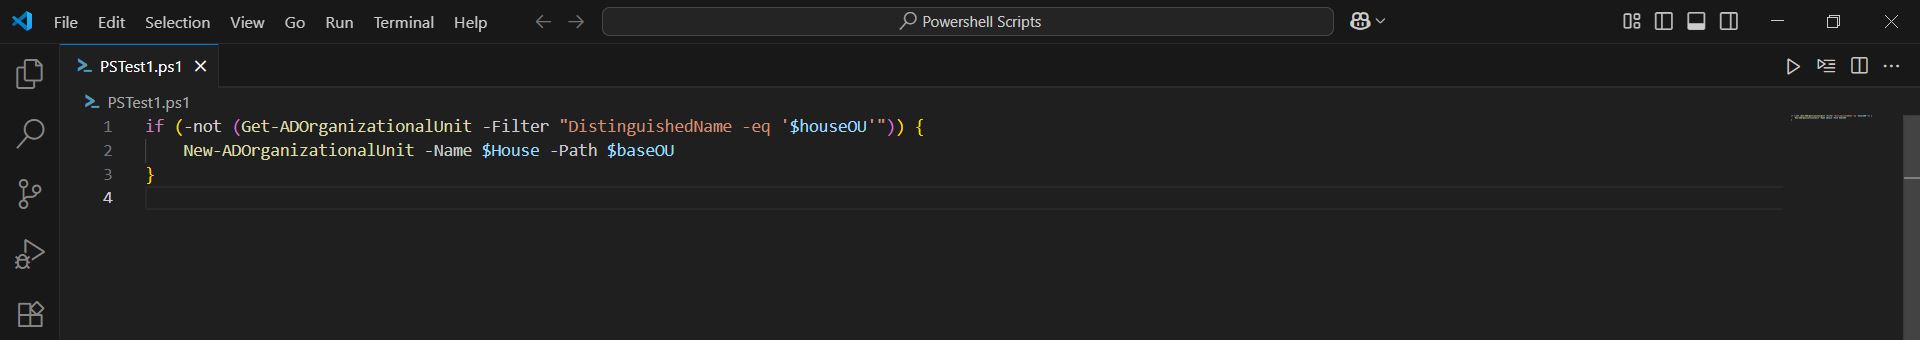 File Edit Selection View Go Run Terminal Help Powershell Scripts
PSTest1.ps1
PSTest1.ps1
1 if (-not (Get-ADOrganizationalUnit -Filter "DistinguishedName -eq '$houseOU'")) {
2 New-ADOrganizationalUnit -Name $House -Path $baseOU
3 }
4